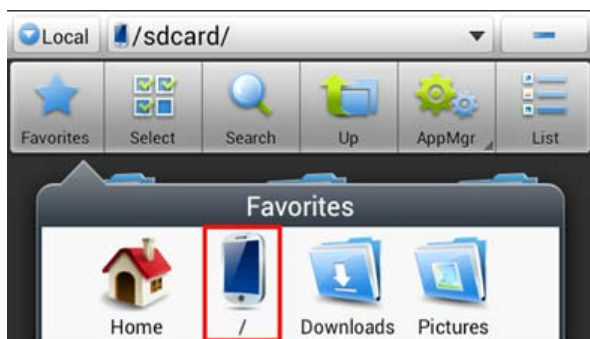 Local /sdcard/
Favorites Select Search Up AppMgr List
Favorites
Home / Downloads Pictures